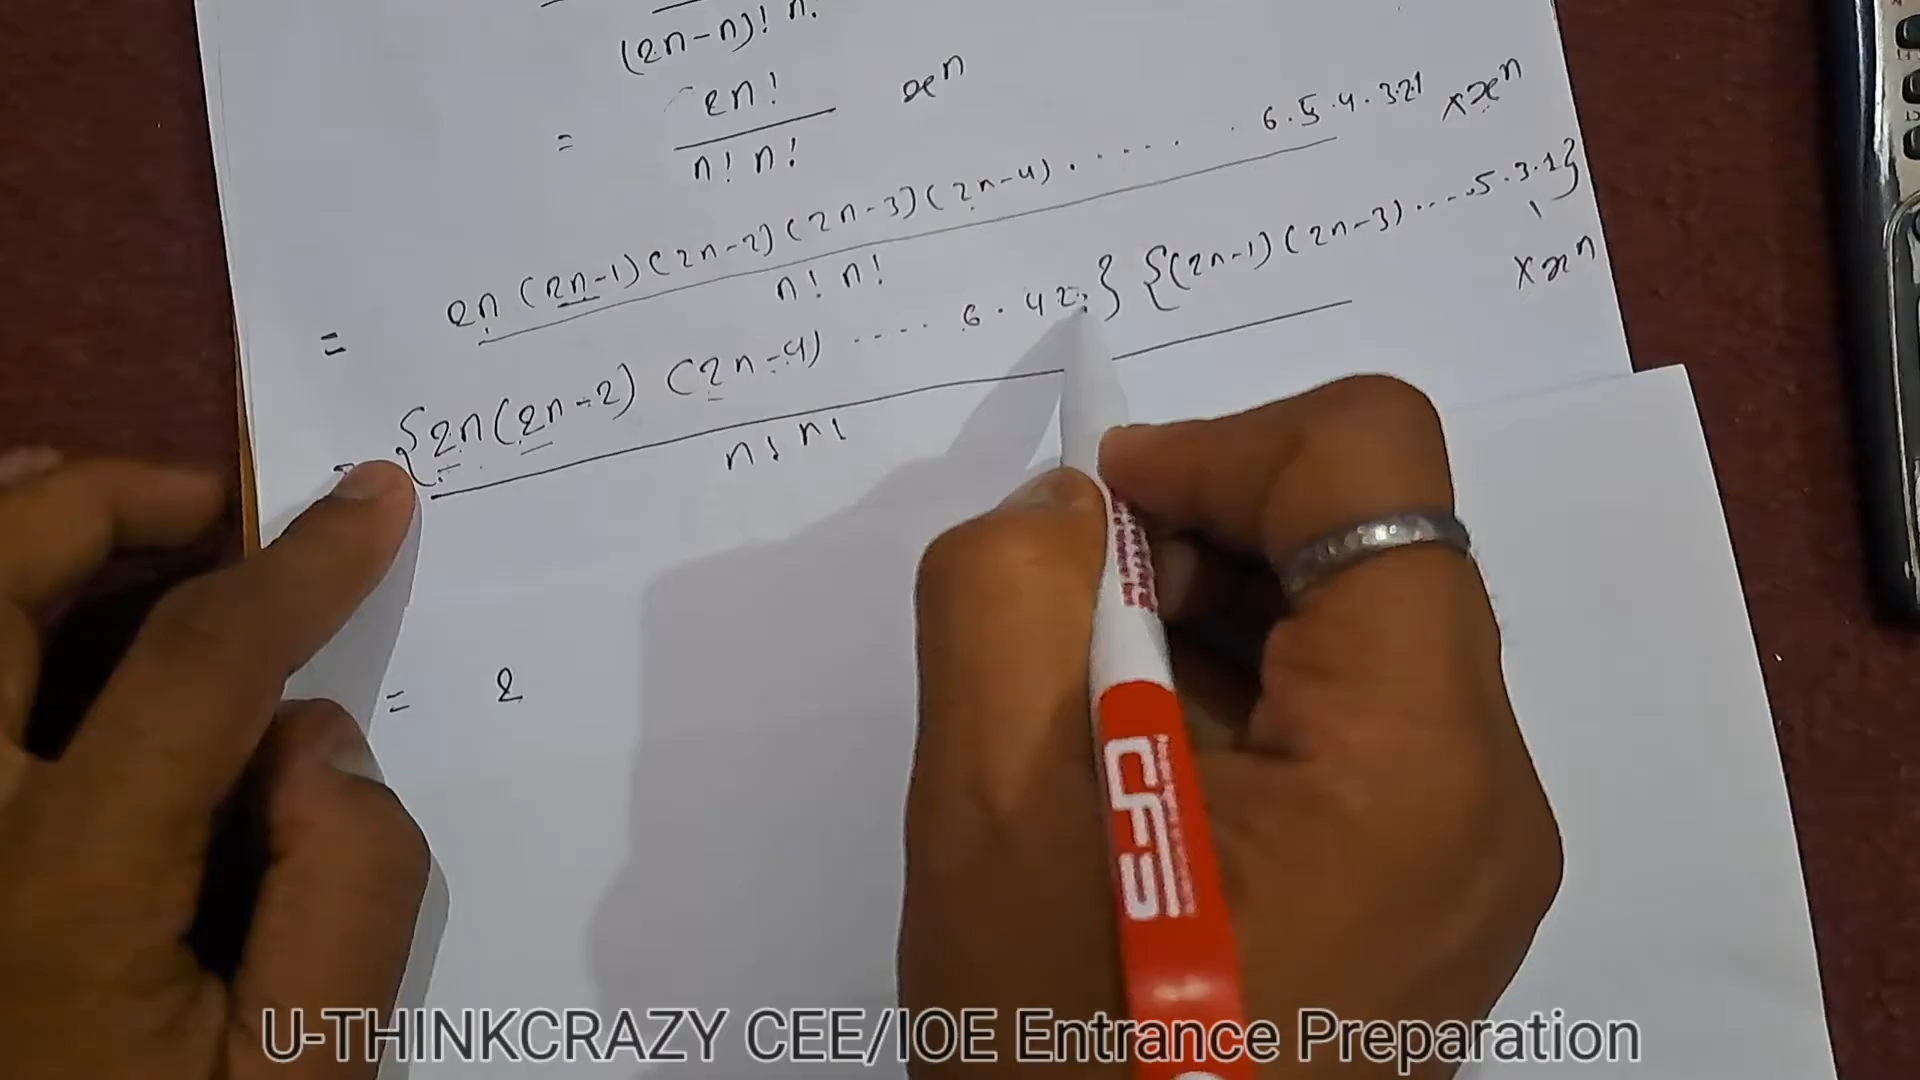 (2n-n)! n!
= 2n! / n! n! x^n
= 2n (2n-1) (2n-2) (2n-3) (2n-4) ...... 6.5.4.3.2.1 / n! n! × x^n
= {2n (2n-2) (2n-4) .... 6.4.2} {(2n-1) (2n-3) .... 5.3.1} / n! n! × x^n
= 2
CFS
U-THINKCRAZY CEE/IOE Entrance Preparation